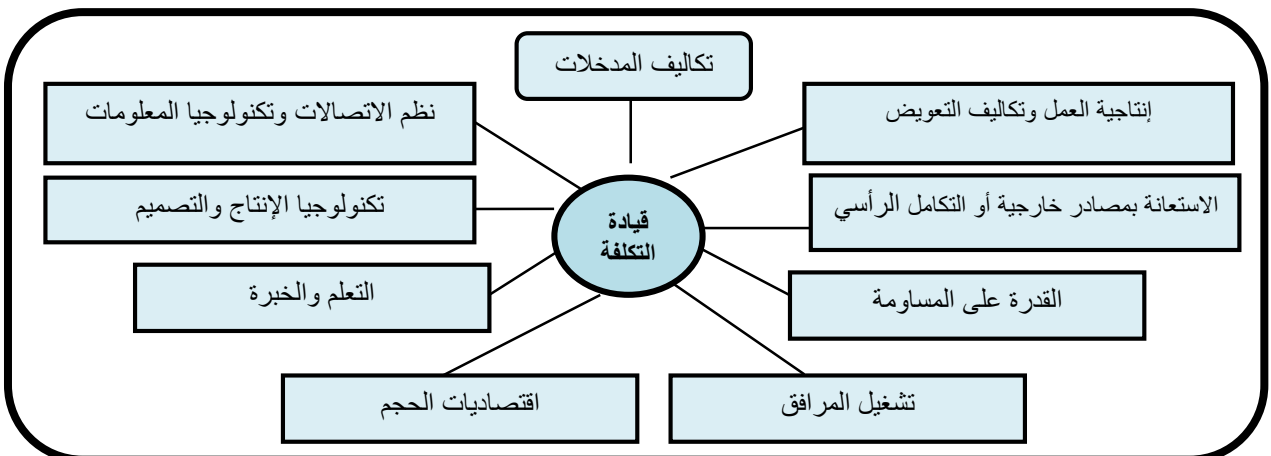 تكاليف المدخلات
إنتاجية العمل وتكاليف التعويض
نظم الاتصالات وتكنولوجيا المعلومات
الاستعانة بمصادر خارجية أو التكامل الرأسي
تكنولوجيا الإنتاج والتصميم
قيادة
التكلفة
القدرة على المساومة
التعلم والخبرة
تشغيل المرافق
اقتصاديات الحجم